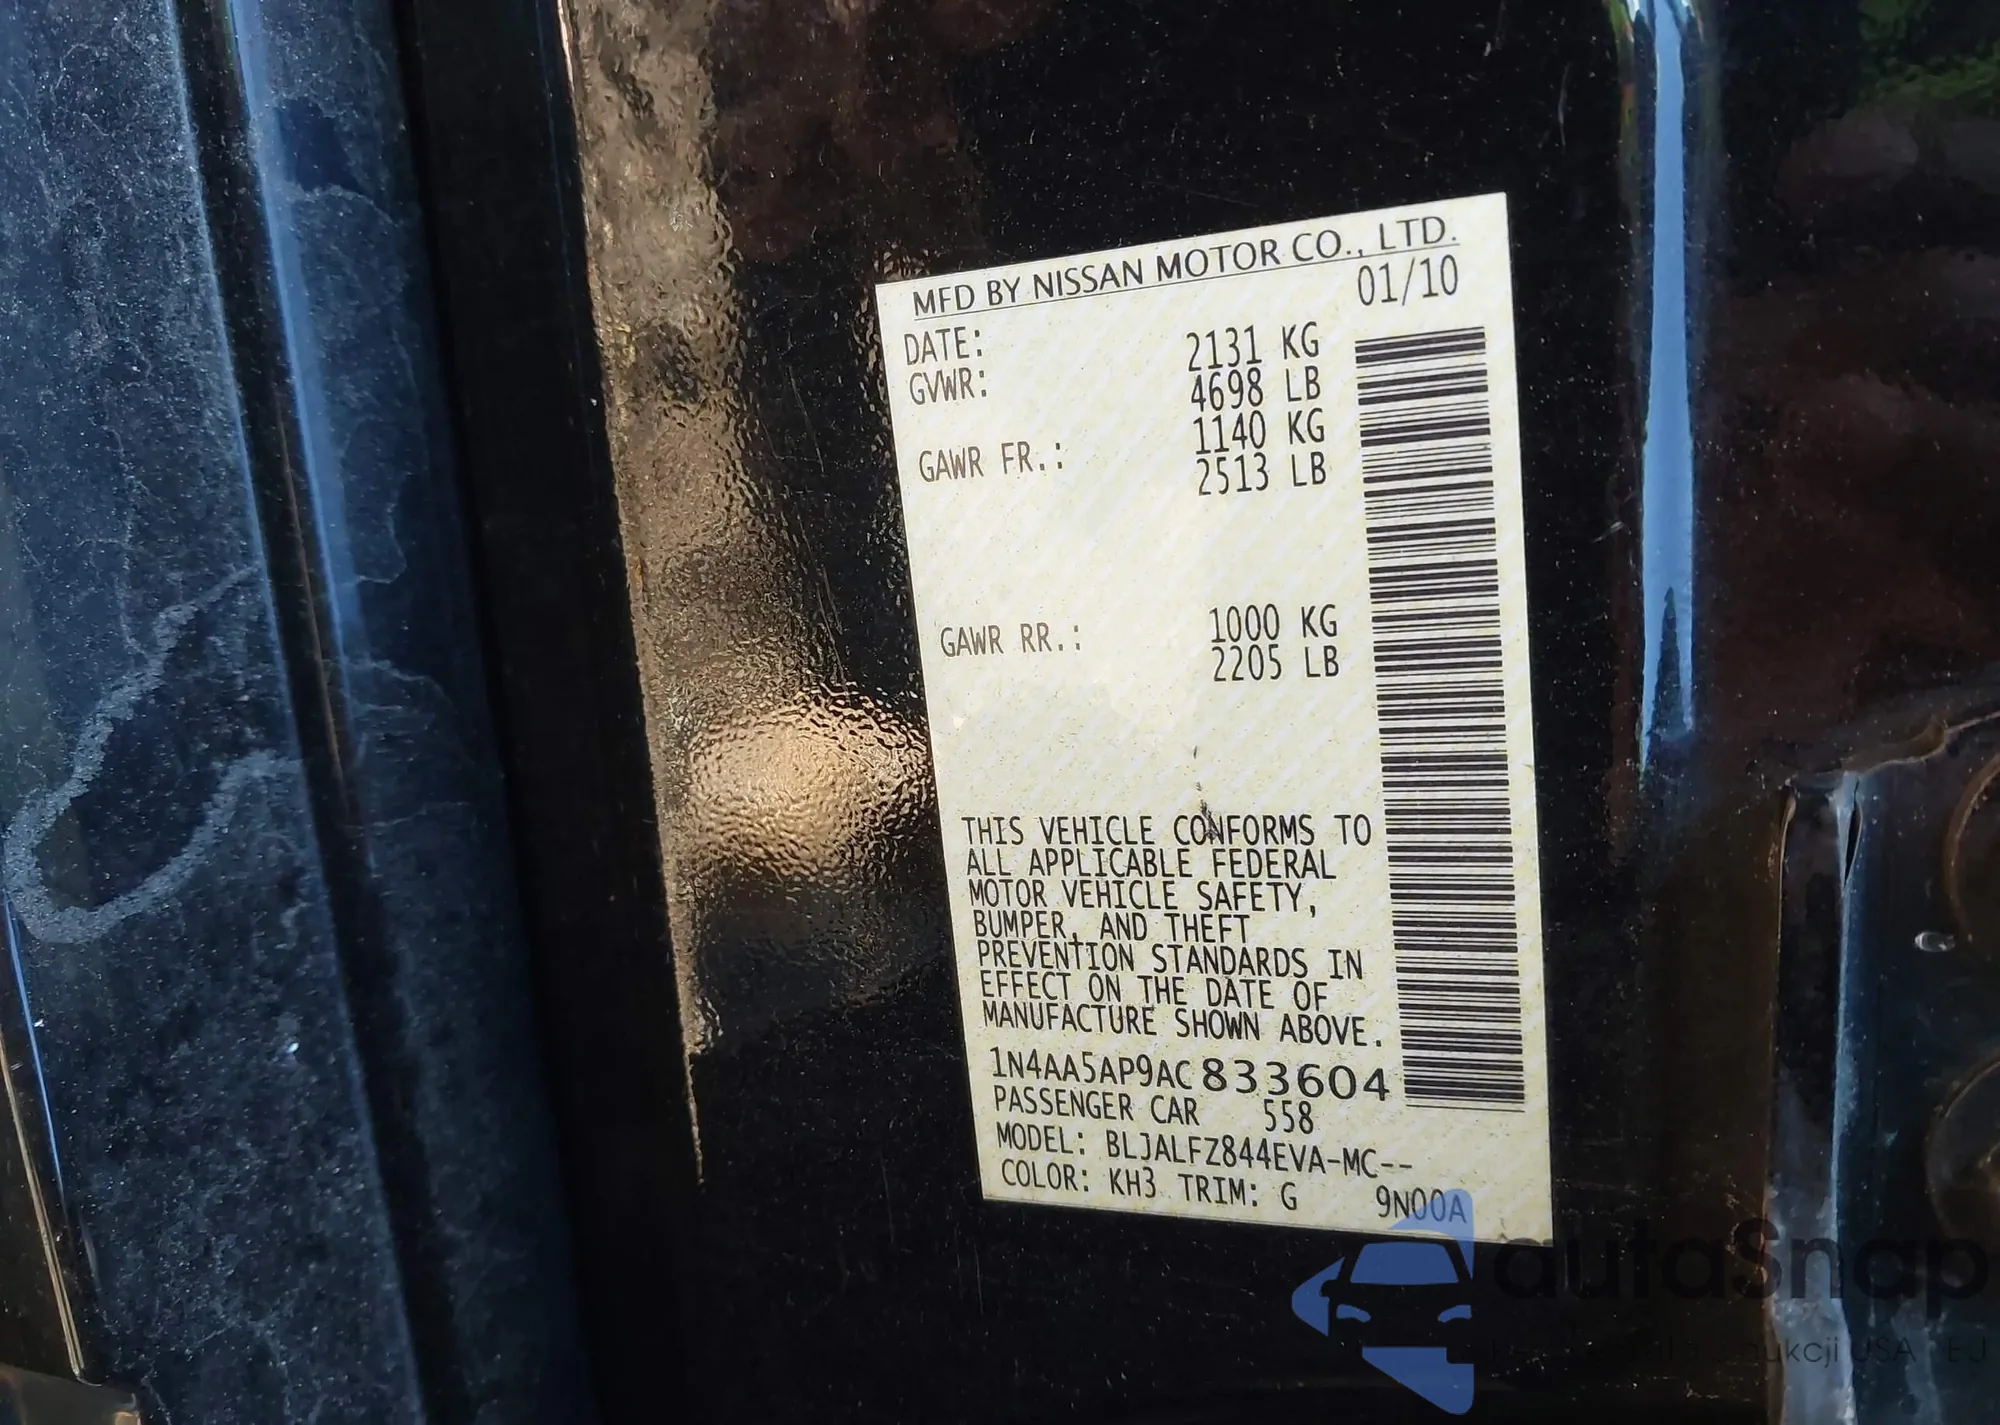 MFD BY NISSAN MOTOR CO., LTD.
DATE: 01/10
GVWR: 2131 KG
4698 LB
GAWR FR.: 1140 KG
2513 LB
GAWR RR.: 1000 KG
2205 LB
THIS VEHICLE CONFORMS TO
ALL APPLICABLE FEDERAL
MOTOR VEHICLE SAFETY,
BUMPER, AND THEFT
PREVENTION STANDARDS IN
EFFECT ON THE DATE OF
MANUFACTURE SHOWN ABOVE.
1N4AA5AP9AC833604
PASSENGER CAR 558
MODEL: BLJALFZ844EVA-MC--
COLOR: KH3 TRIM: G 9N00A
autaSnap
USA